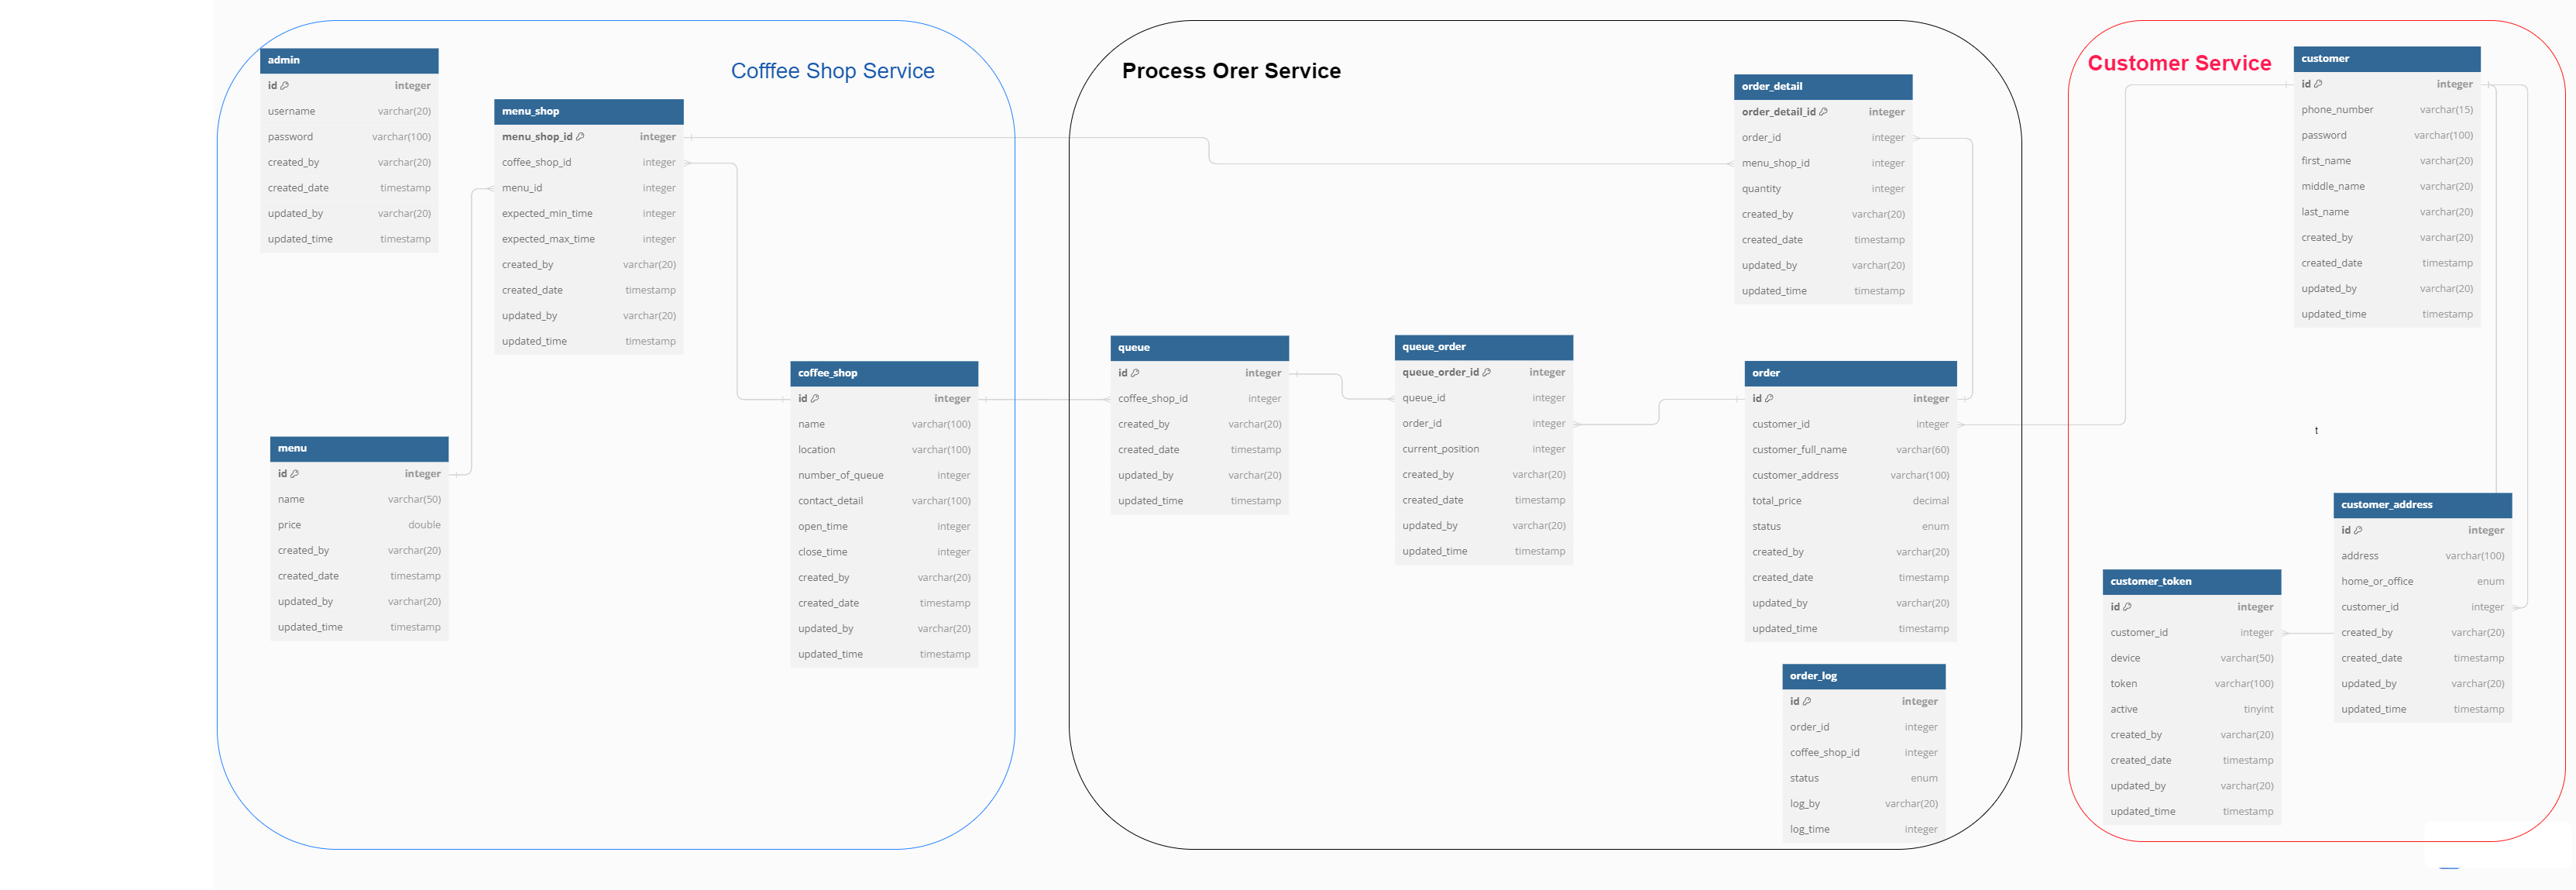 Cofffee Shop Service
admin
id integer
username varchar(20)
password varchar(100)
created_by varchar(20)
created_date timestamp
updated_by varchar(20)
updated_time timestamp
menu_shop
menu_shop_id integer
coffee_shop_id integer
menu_id integer
expected_min_time integer
expected_max_time integer
created_by varchar(20)
created_date timestamp
updated_by varchar(20)
updated_time timestamp
menu
id integer
name varchar(50)
price double
created_by varchar(20)
created_date timestamp
updated_by varchar(20)
updated_time timestamp
coffee_shop
id integer
name varchar(100)
location varchar(100)
number_of_queue integer
contact_detail varchar(100)
open_time integer
close_time integer
created_by varchar(20)
created_date timestamp
updated_by varchar(20)
updated_time timestamp
Process Orer Service
queue
id integer
coffee_shop_id integer
created_by varchar(20)
created_date timestamp
updated_by varchar(20)
updated_time timestamp
queue_order
queue_order_id integer
queue_id integer
order_id integer
current_position integer
created_by varchar(20)
created_date timestamp
updated_by varchar(20)
updated_time timestamp
order_detail
order_detail_id integer
order_id integer
menu_shop_id integer
quantity integer
created_by varchar(20)
created_date timestamp
updated_by varchar(20)
updated_time timestamp
order
id integer
customer_id integer
customer_full_name varchar(60)
customer_address varchar(100)
total_price decimal
status enum
created_by varchar(20)
created_date timestamp
updated_by varchar(20)
updated_time timestamp
order_log
id integer
order_id integer
coffee_shop_id integer
status enum
log_by varchar(20)
log_time integer
Customer Service
customer
id integer
phone_number varchar(15)
password varchar(100)
first_name varchar(20)
middle_name varchar(20)
last_name varchar(20)
created_by varchar(20)
created_date timestamp
updated_by varchar(20)
updated_time timestamp
t
customer_address
id integer
address varchar(100)
home_or_office enum
customer_id integer
created_by varchar(20)
created_date timestamp
updated_by varchar(20)
updated_time timestamp
customer_token
id integer
customer_id integer
device varchar(50)
token varchar(100)
active tinyint
created_by varchar(20)
created_date timestamp
updated_by varchar(20)
updated_time timestamp